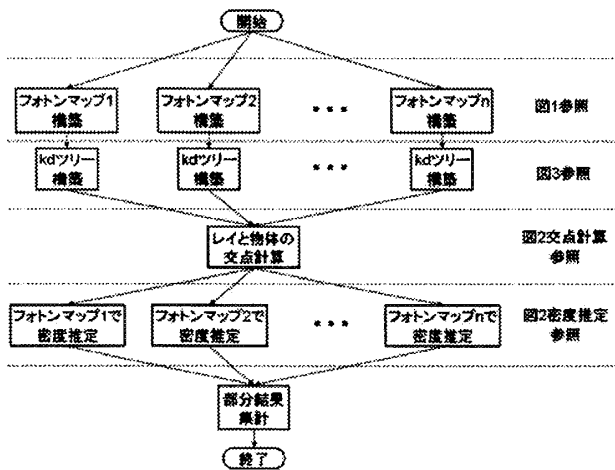 開始
フォトンマップ1
構築
フォトンマップ2
構築
• • •
フォトンマップn
構築
図1参照
kdツリー
構築
kdツリー
構築
• • •
kdツリー
構築
図3参照
レイと物体の
交点計算
図2交点計算
参照
フォトンマップ1で
密度推定
フォトンマップ2で
密度推定
• • •
フォトンマップnで
密度推定
図2密度推定
参照
部分結果
集計
終了